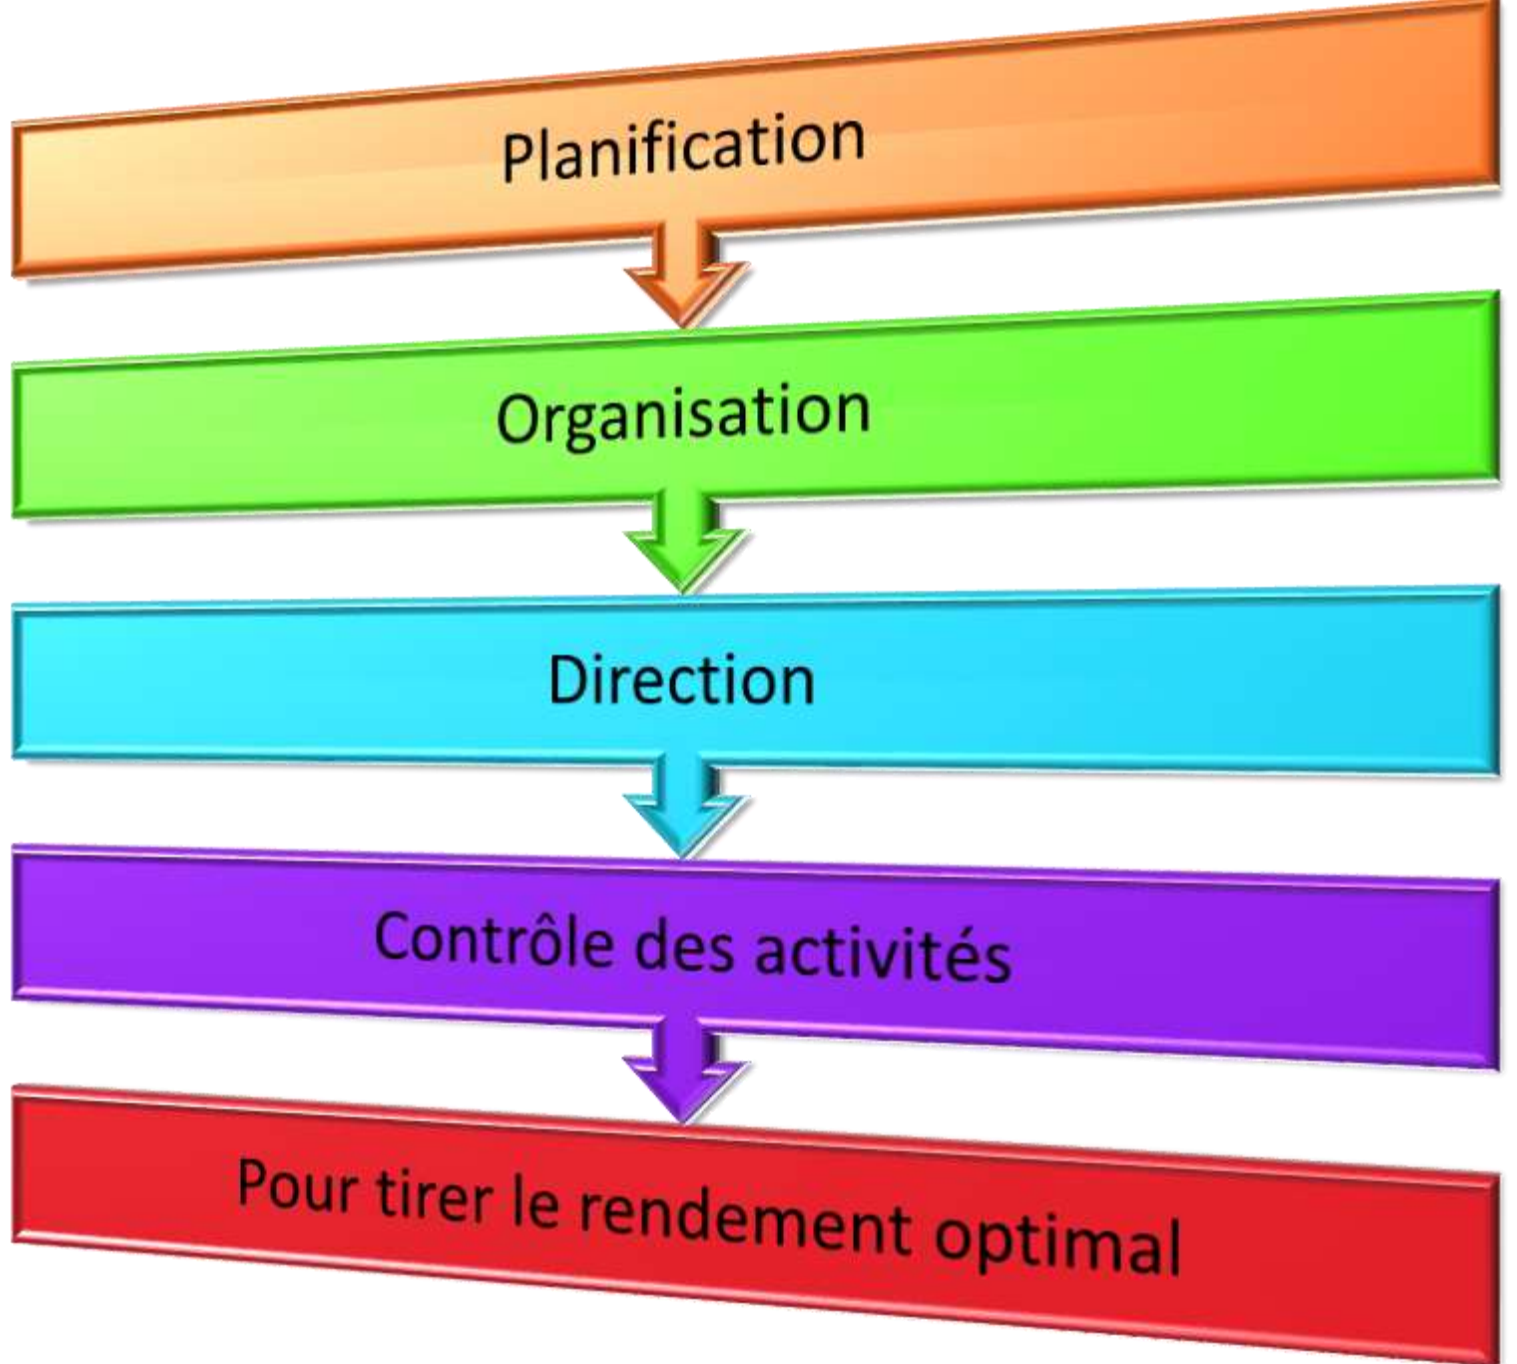 Planification
Organisation
Direction
Contrôle des activités
Pour tirer le rendement optimal